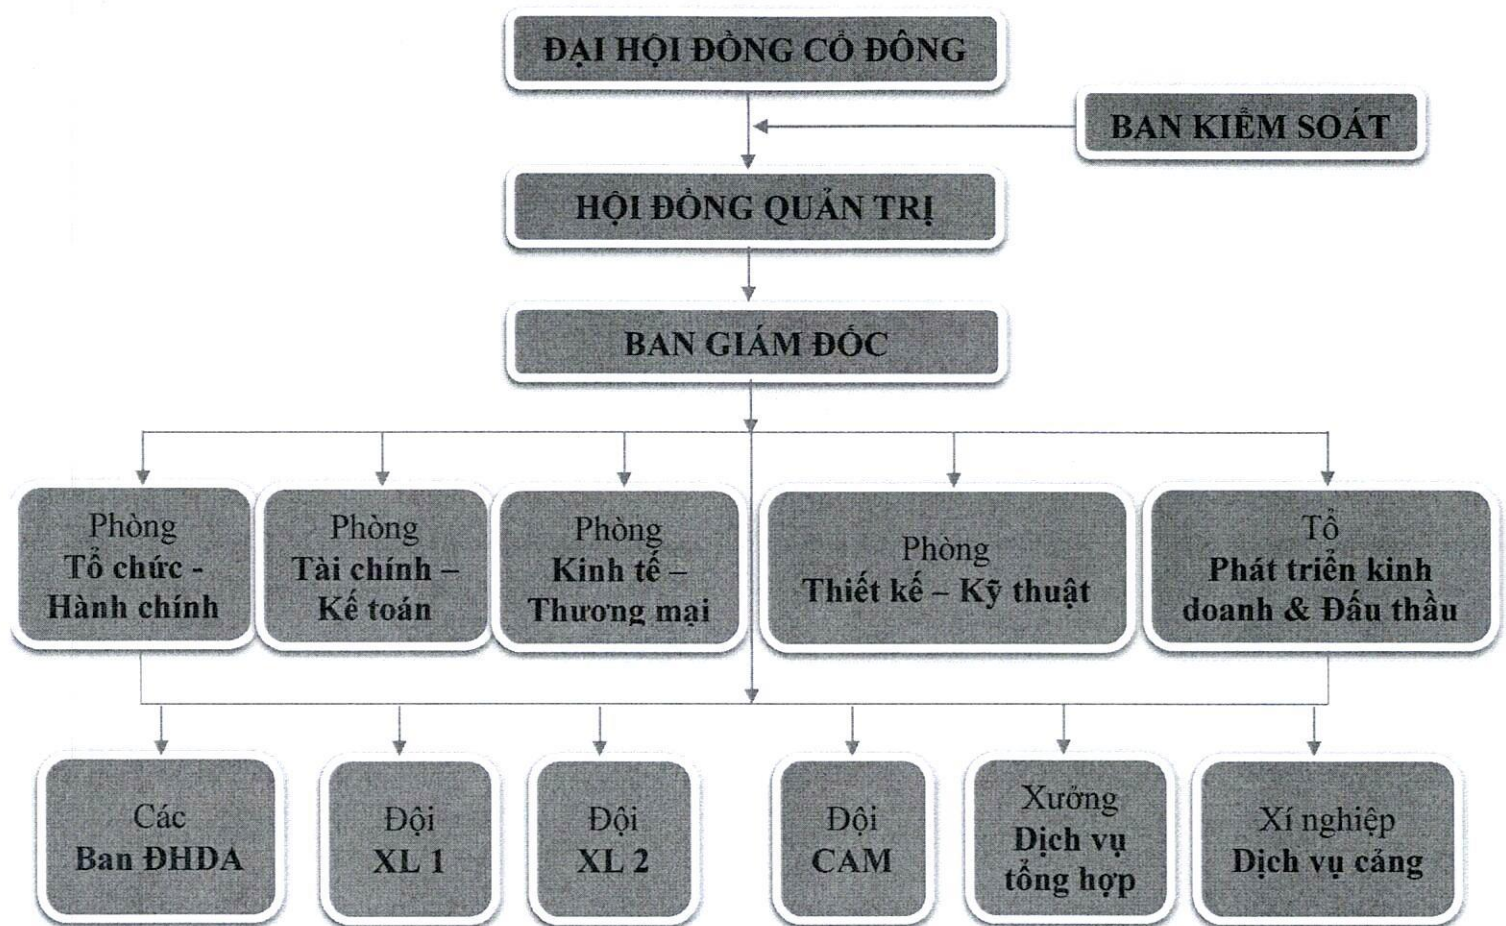 ĐẠI HỘI ĐỒNG CỔ ĐÔNG
BAN KIỂM SOÁT
HỘI ĐỒNG QUẢN TRỊ
BAN GIÁM ĐỐC
Phòng
Tổ chức -
Hành chính
Phòng
Tài chính –
Kế toán
Phòng
Kinh tế –
Thương mại
Phòng
Thiết kế – Kỹ thuật
Tổ
Phát triển kinh
doanh & Đấu thầu
Các
Ban ĐHDA
Đội
XL 1
Đội
XL 2
Đội
CAM
Xưởng
Dịch vụ
tổng hợp
Xí nghiệp
Dịch vụ cảng